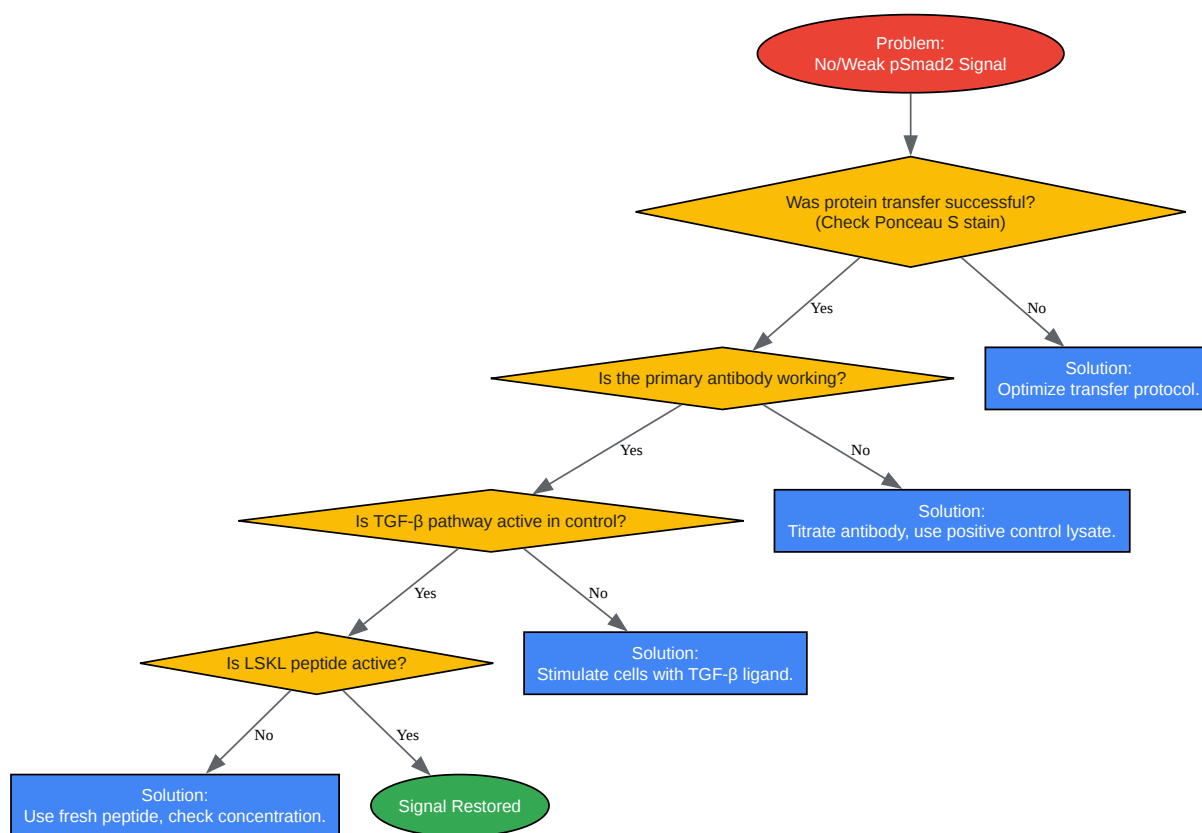 Problem:
No/Weak pSmad2 Signal
Was protein transfer successful?
(Check Ponceau S stain)
Yes
No
Is the primary antibody working?
Solution:
Optimize transfer protocol.
Yes
No
Is TGF-β pathway active in control?
Solution:
Titrate antibody, use positive control lysate.
Yes
No
Is LSKL peptide active?
Solution:
Stimulate cells with TGF-β ligand.
No
Yes
Solution:
Use fresh peptide, check concentration.
Signal Restored